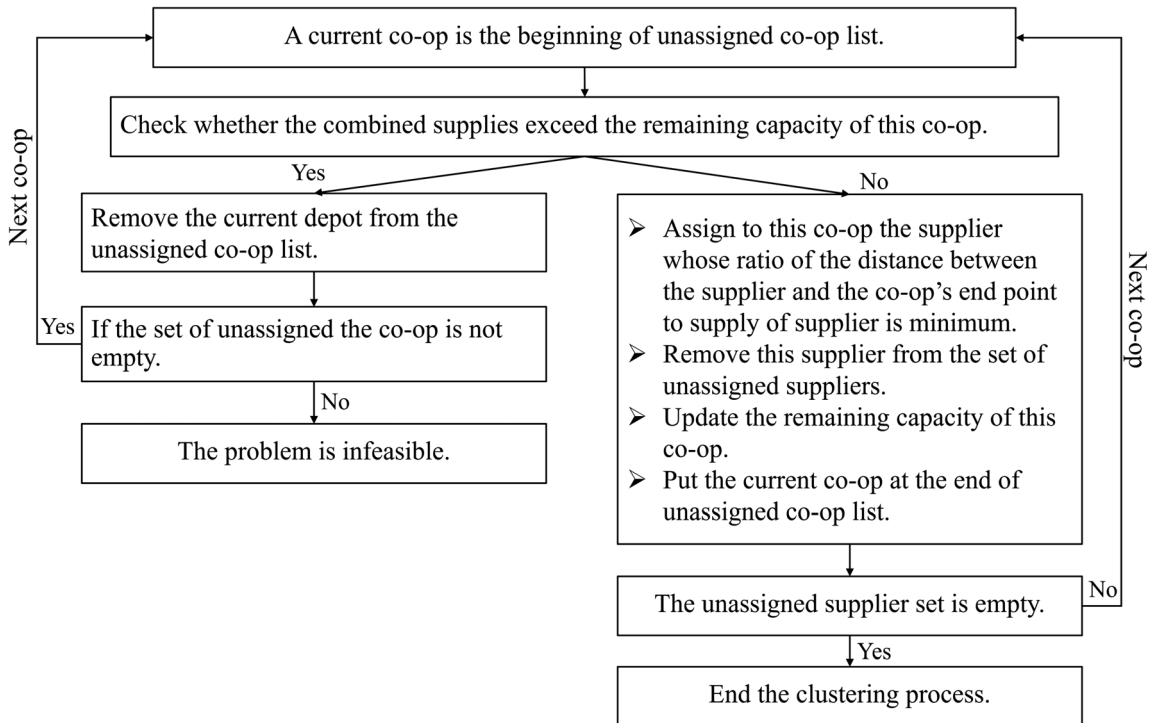 A current co-op is the beginning of unassigned co-op list.
Check whether the combined supplies exceed the remaining capacity of this co-op.
Yes
No
Next co-op
Remove the current depot from the
unassigned co-op list.
Yes
If the set of unassigned the co-op is not
empty.
No
The problem is infeasible.
➢ Assign to this co-op the supplier
whose ratio of the distance between
the supplier and the co-op’s end point
to supply of supplier is minimum.
➢ Remove this supplier from the set of
unassigned suppliers.
➢ Update the remaining capacity of this
co-op.
➢ Put the current co-op at the end of
unassigned co-op list.
Next co-op
The unassigned supplier set is empty.
No
Yes
End the clustering process.